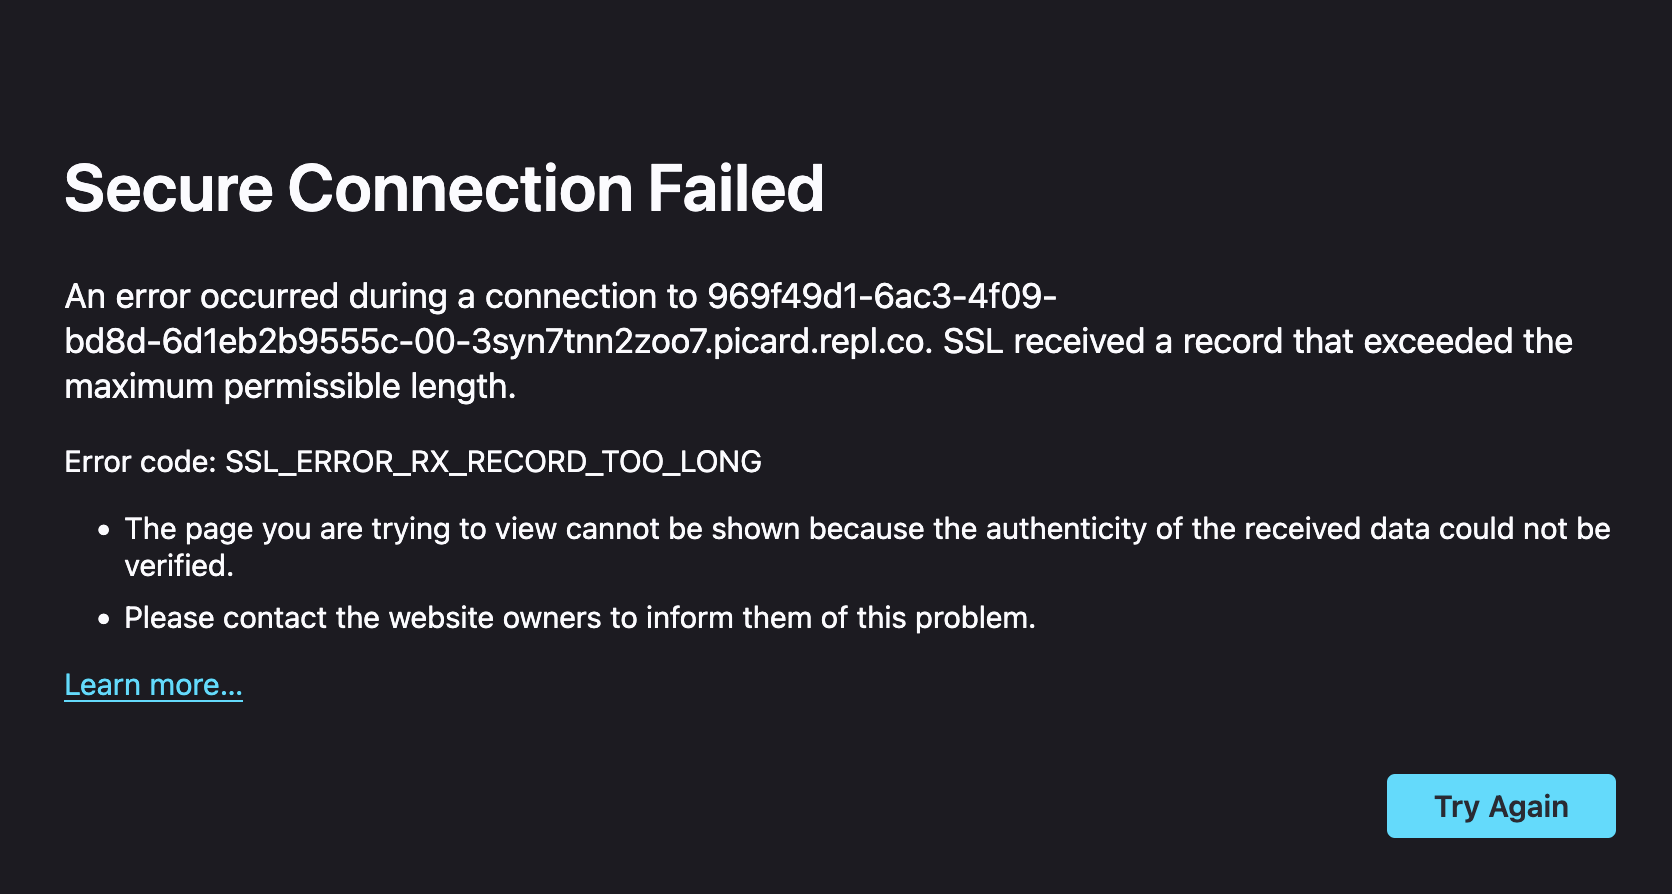 Secure Connection Failed
An error occurred during a connection to 969f49d1-6ac3-4f09-
bd8d-6d1eb2b9555c-00-3syn7tnn2zoo7.picard.repl.co. SSL received a record that exceeded the
maximum permissible length.
Error code: SSL_ERROR_RX_RECORD_TOO_LONG
• The page you are trying to view cannot be shown because the authenticity of the received data could not be
verified.
• Please contact the website owners to inform them of this problem.
Learn more...
Try Again